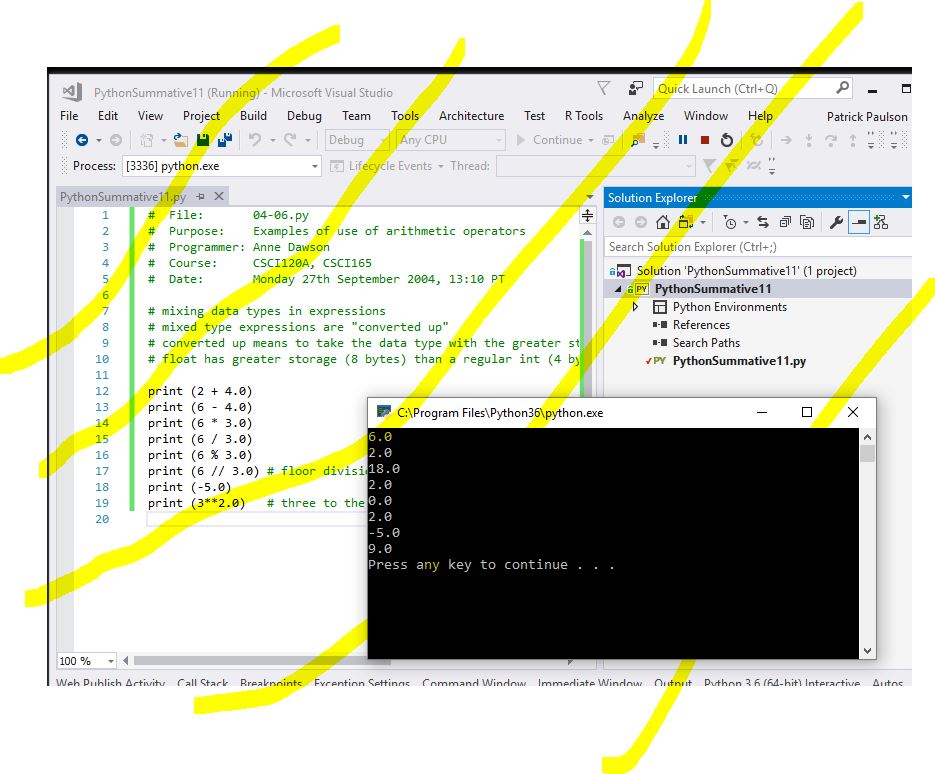 PythonSummative11 (Running) - Microsoft Visual Studio
Quick Launch (Ctrl+Q)
File Edit View Project Build Debug Team Tools Architecture Test R Tools Analyze Window Help Patrick Paulson
Debug Any CPU Continue
Process: [3336] python.exe Lifecycle Events Thread:
PythonSummative11.py
1 # File: 04-06.py
2 # Purpose: Examples of use of arithmetic operators
3 # Programmer: Anne Dawson
4 # Course: CSCI120A, CSCI165
5 # Date: Monday 27th September 2004, 13:10 PT
6
7 # mixing data types in expressions
8 # mixed type expressions are "converted up"
9 # converted up means to take the data type with the greater st
10 # float has greater storage (8 bytes) than a regular int (4 by
11
12 print (2 + 4.0)
13 print (6 - 4.0)
14 print (6 * 3.0)
15 print (6 / 3.0)
16 print (6 % 3.0)
17 print (6 // 3.0) # floor divisi
18 print (-5.0)
19 print (3**2.0) # three to the
20
100 %
Solution Explorer
Search Solution Explorer (Ctrl+;)
Solution 'PythonSummative11' (1 project)
PY PythonSummative11
Python Environments
References
Search Paths
PY PythonSummative11.py
C:\Program Files\Python36\python.exe
6.0
2.0
18.0
2.0
0.0
2.0
-5.0
9.0
Press any key to continue . . .
Web Publish Activity Call Stack Breakpoints Exception Settings Command Window Immediate Window Output Python 3.6 (64-bit) Interactive Autos